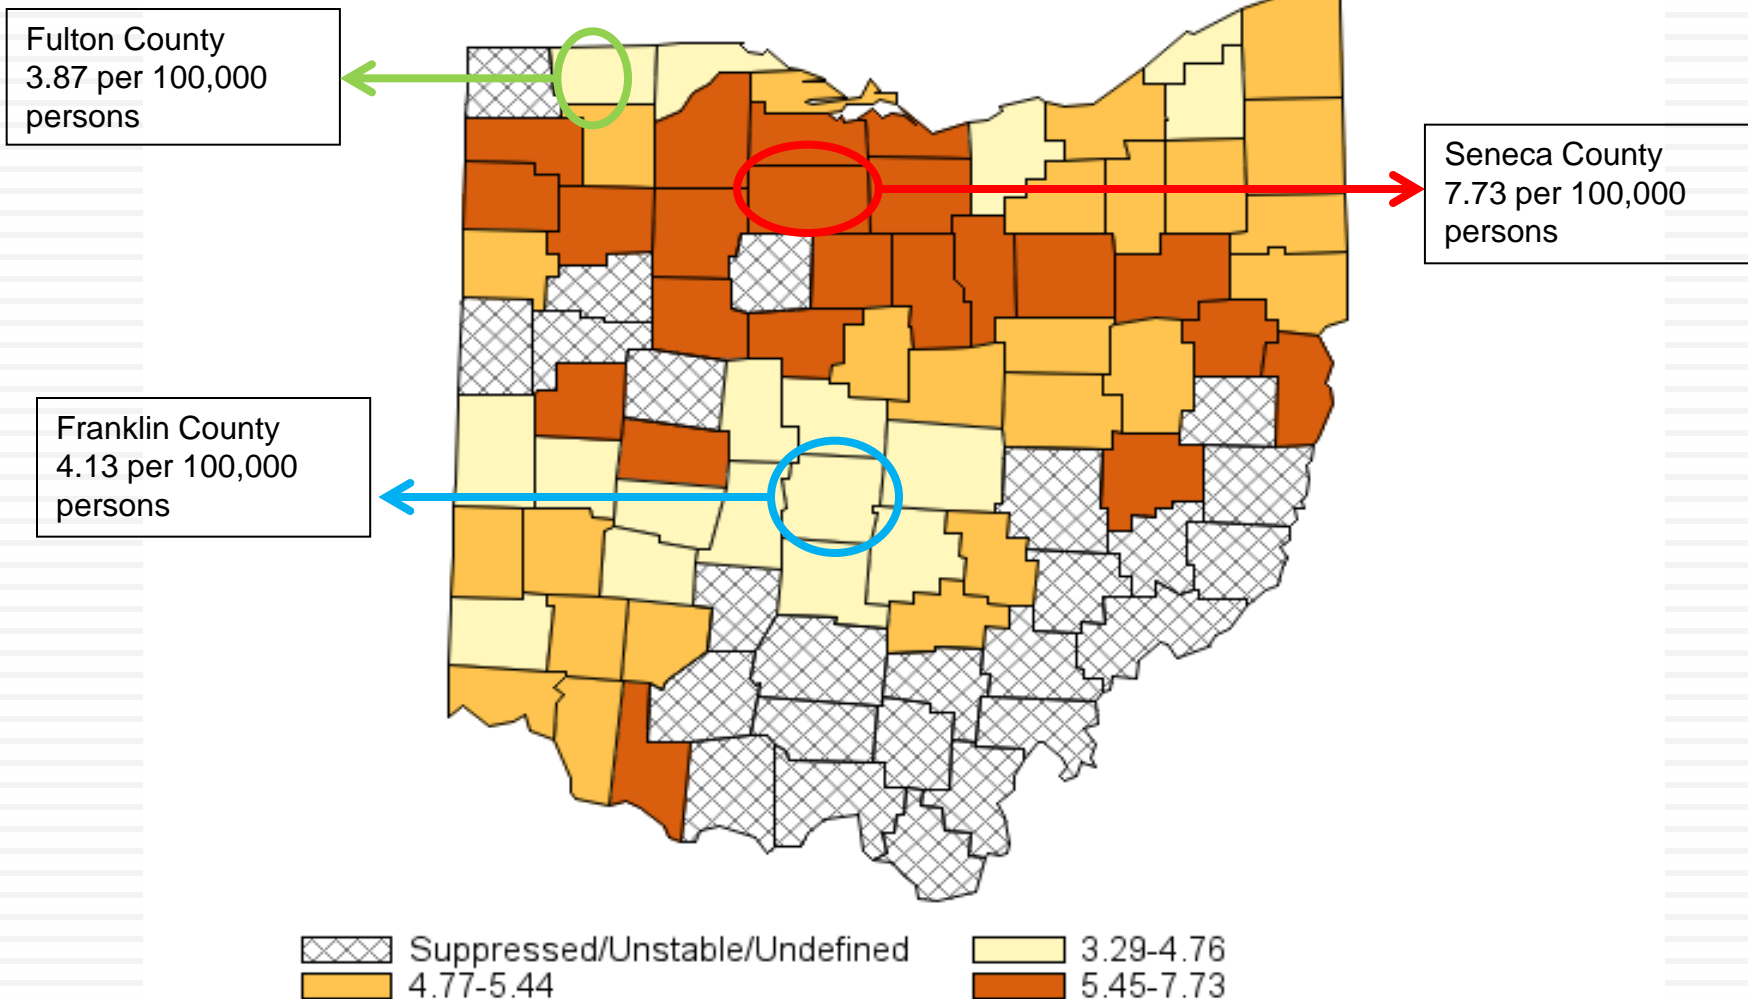 Fulton County
3.87 per 100,000
persons
Seneca County
7.73 per 100,000
persons
Franklin County
4.13 per 100,000
persons
Suppressed/Unstable/Undefined
3.29-4.76
4.77-5.44
5.45-7.73